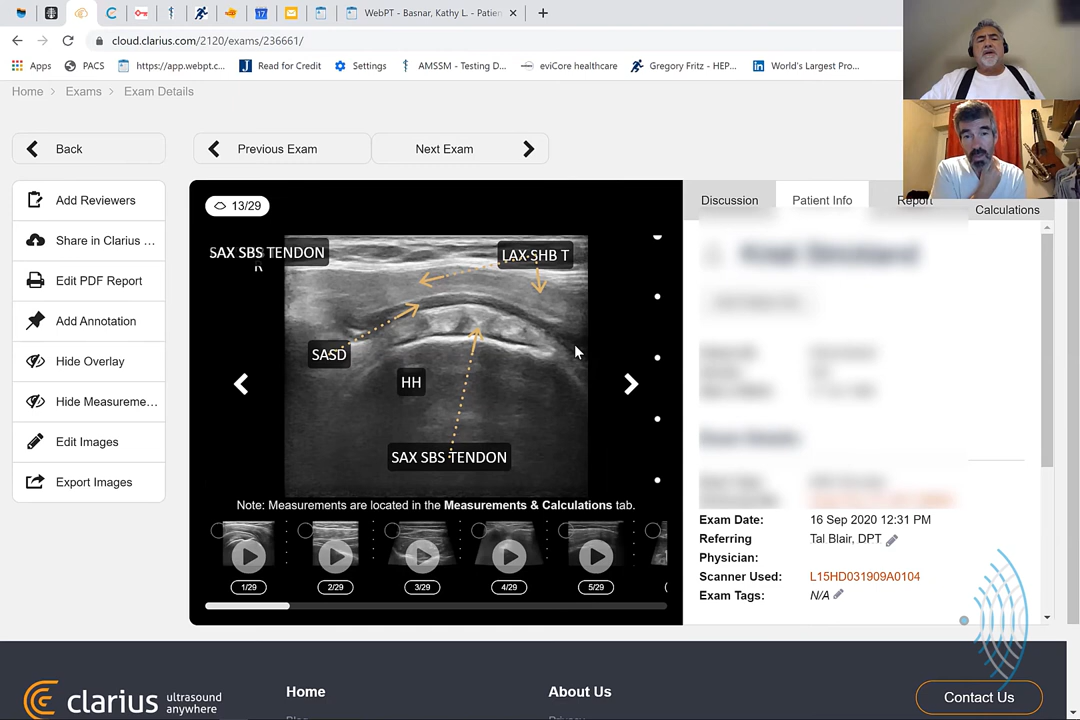 WebPT - Basnar, Kathy L. - Patien
cloud.clarius.com/2120/exams/236661/
Apps PACS https://app.webpt.c... Read for Credit Settings AMSSM - Testing D... eviCore healthcare Gregory Fritz - HEP... World's Largest Pro...
Home Exams Exam Details
Back Previous Exam Next Exam
Add Reviewers
Share in Clarius ...
Edit PDF Report
Add Annotation
Hide Overlay
Hide Measureme...
Edit Images
Export Images
13/29
SAX SBS TENDON
R
LAX SHB T
SASD
HH
SAX SBS TENDON
Note: Measurements are located in the Measurements & Calculations tab.
1/29 2/29 3/29 4/29 5/29
Discussion Patient Info Report
Calculations
Exam Date: 16 Sep 2020 12:31 PM
Referring Tal Blair, DPT
Physician:
Scanner Used: L15HD031909A0104
Exam Tags: N/A
clarius ultrasound
anywhere
Home
About Us
Contact Us